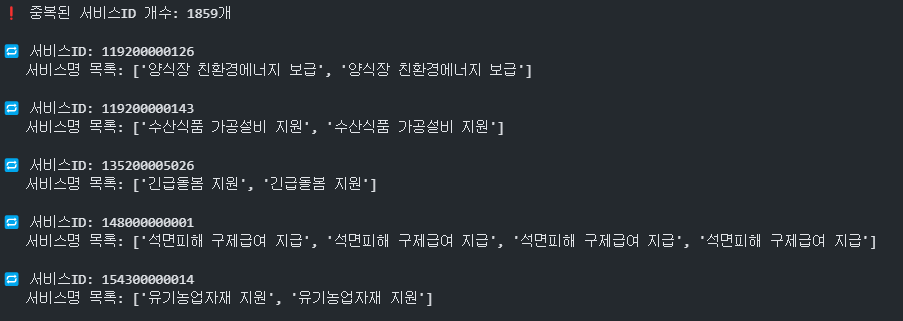 ❗ 중복된 서비스ID 개수: 1859개
🔁 서비스ID: 119200000126
서비스명 목록: ['양식장 친환경에너지 보급', '양식장 친환경에너지 보급']
🔁 서비스ID: 119200000143
서비스명 목록: ['수산식품 가공설비 지원', '수산식품 가공설비 지원']
🔁 서비스ID: 135200005026
서비스명 목록: ['긴급돌봄 지원', '긴급돌봄 지원']
🔁 서비스ID: 148000000001
서비스명 목록: ['석면피해 구제급여 지급', '석면피해 구제급여 지급', '석면피해 구제급여 지급', '석면피해 구제급여 지급']
🔁 서비스ID: 154300000014
서비스명 목록: ['유기농업자재 지원', '유기농업자재 지원']